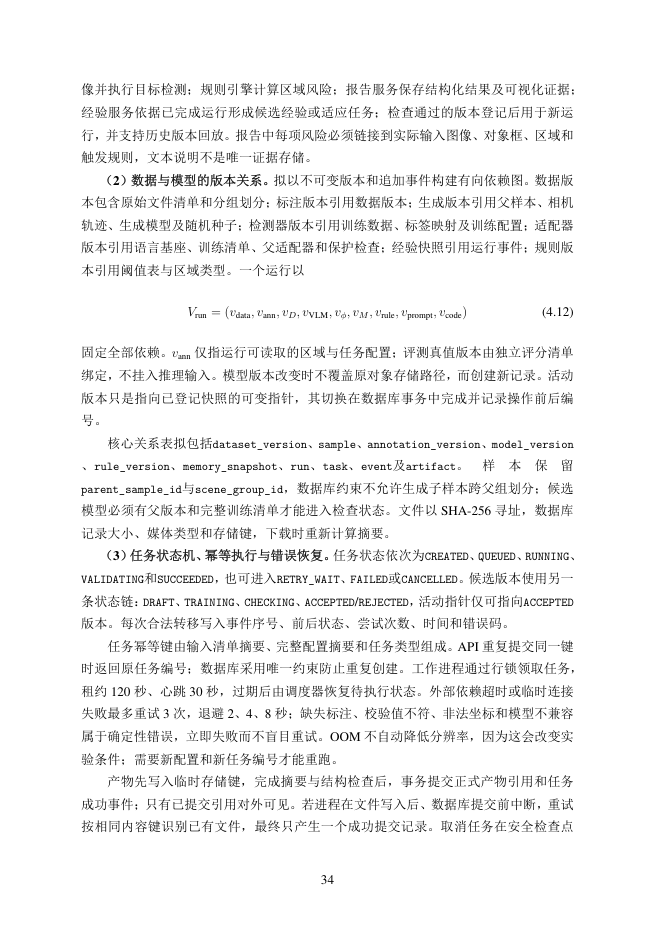 像并执行目标检测；规则引擎计算区域风险；报告服务保存结构化结果及可视化证据；
经验服务依据已完成运行形成候选经验或适应任务；检查通过的版本登记后用于新运
行，并支持历史版本回放。报告中每项风险必须链接到实际输入图像、对象框、区域和
触发规则，文本说明不是唯一证据存储。
（2）数据与模型的版本关系。拟以不可变版本和追加事件构建有向依赖图。数据版
本包含原始文件清单和分组划分；标注版本引用数据版本；生成版本引用父样本、相机
轨迹、生成模型及随机种子；检测器版本引用训练数据、标签映射及训练配置；适配器
版本引用语言基座、训练清单、父适配器和保护检查；经验快照引用运行事件；规则版
本引用阈值表与区域类型。一个运行以
V_run = (v_data, v_ann, v_D, v_VLM, v_ϕ, v_M, v_rule, v_prompt, v_code) (4.12)
固定全部依赖。v_ann 仅指运行可读取的区域与任务配置；评测真值版本由独立评分清单
绑定，不挂入推理输入。模型版本改变时不覆盖原对象存储路径，而创建新记录。活动
版本只是指向已登记快照的可变指针，其切换在数据库事务中完成并记录操作前后编
号。
核心关系表拟包括dataset_version、sample、annotation_version、model_version
、rule_version、memory_snapshot、run、task、event及artifact。 样 本 保 留
parent_sample_id与scene_group_id，数据库约束不允许生成子样本跨父组划分；候选
模型必须有父版本和完整训练清单才能进入检查状态。文件以 SHA-256 寻址，数据库
记录大小、媒体类型和存储键，下载时重新计算摘要。
（3）任务状态机、幂等执行与错误恢复。任务状态依次为CREATED、QUEUED、RUNNING、
VALIDATING和SUCCEEDED，也可进入RETRY_WAIT、FAILED或CANCELLED。候选版本使用另一
条状态链：DRAFT、TRAINING、CHECKING、ACCEPTED/REJECTED，活动指针仅可指向ACCEPTED
版本。每次合法转移写入事件序号、前后状态、尝试次数、时间和错误码。
任务幂等键由输入清单摘要、完整配置摘要和任务类型组成。API 重复提交同一键
时返回原任务编号；数据库采用唯一约束防止重复创建。工作进程通过行锁领取任务，
租约 120 秒、心跳 30 秒，过期后由调度器恢复待执行状态。外部依赖超时或临时连接
失败最多重试 3 次，退避 2、4、8 秒；缺失标注、校验值不符、非法坐标和模型不兼容
属于确定性错误，立即失败而不盲目重试。OOM 不自动降低分辨率，因为这会改变实
验条件；需要新配置和新任务编号才能重跑。
产物先写入临时存储键，完成摘要与结构检查后，事务提交正式产物引用和任务
成功事件；只有已提交引用对外可见。若进程在文件写入后、数据库提交前中断，重试
按相同内容键识别已有文件，最终只产生一个成功提交记录。取消任务在安全检查点
34